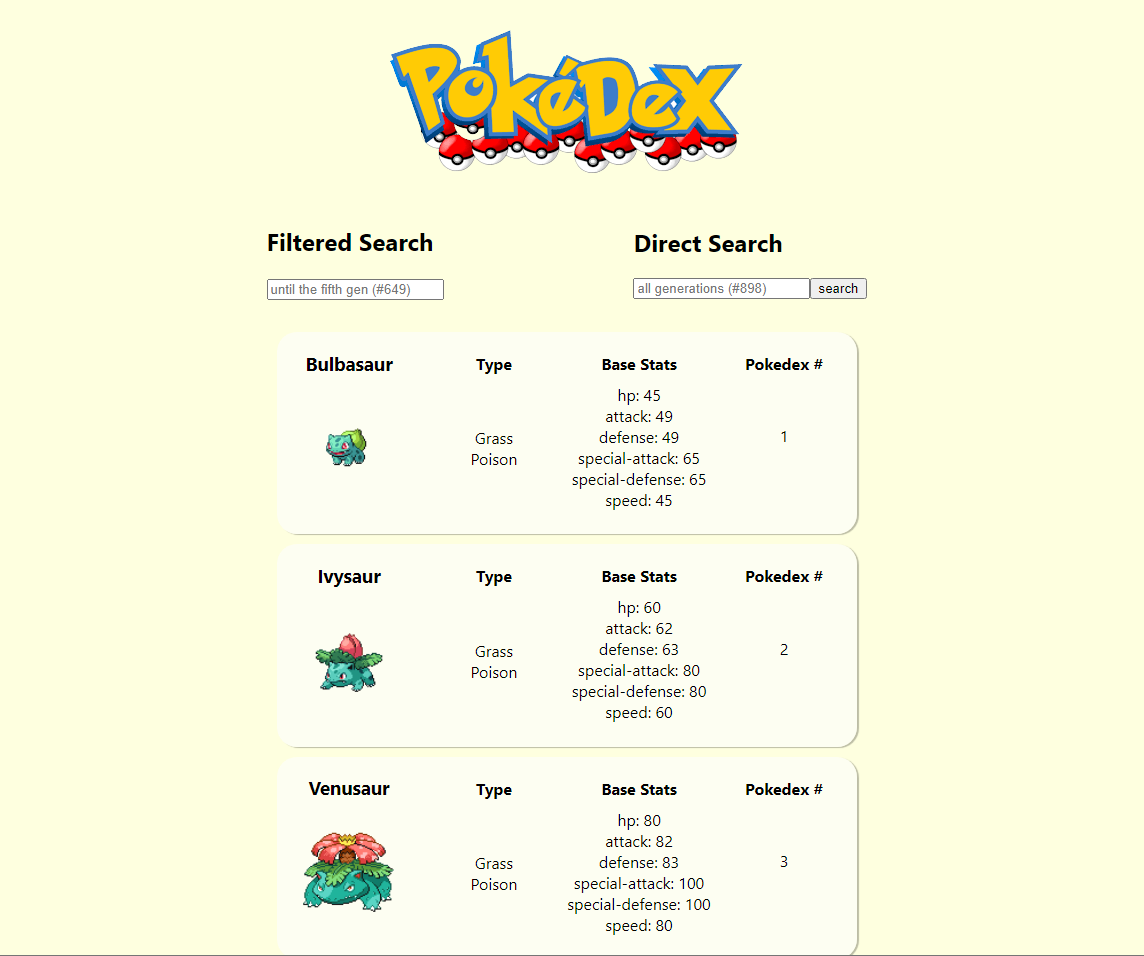 PokéDex
Filtered Search
until the fifth gen (#649)
Direct Search
all generations (#898) search
Bulbasaur Type Base Stats Pokedex #
hp: 45
attack: 49
Grass defense: 49 1
Poison special-attack: 65
special-defense: 65
speed: 45
Ivysaur Type Base Stats Pokedex #
hp: 60
attack: 62
Grass defense: 63 2
Poison special-attack: 80
special-defense: 80
speed: 60
Venusaur Type Base Stats Pokedex #
hp: 80
attack: 82
Grass defense: 83 3
Poison special-attack: 100
special-defense: 100
speed: 80